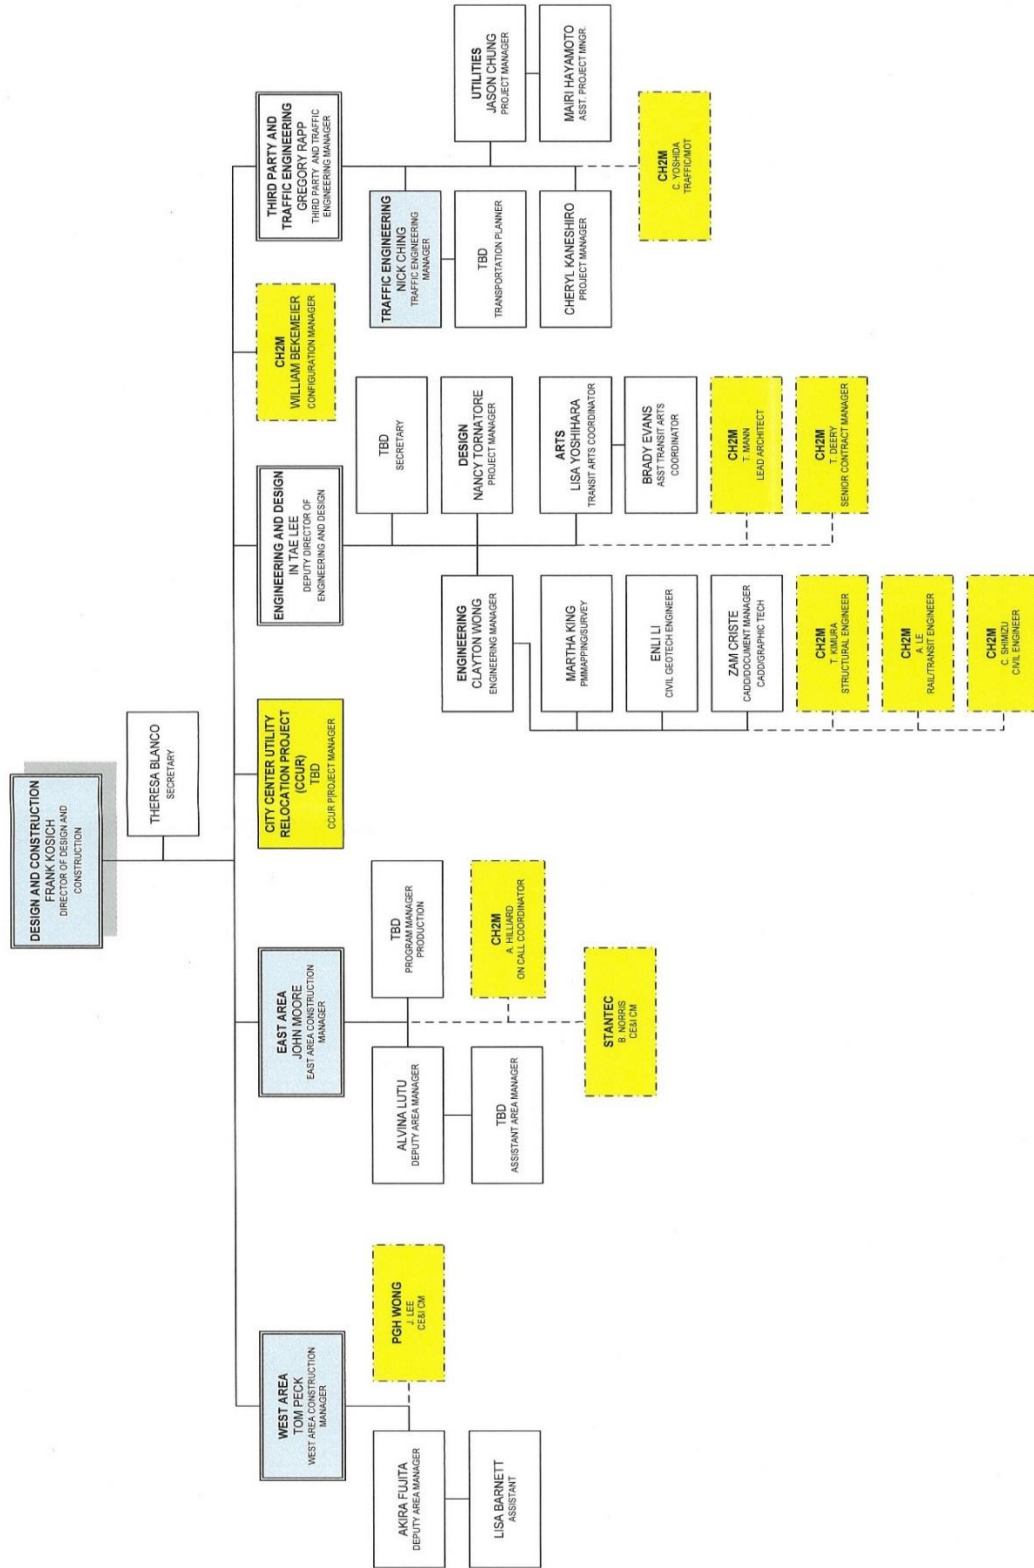 DESIGN AND CONSTRUCTION
FRANK KOSICH
DIRECTOR OF DESIGN AND
CONSTRUCTION
THERESA BLANCO
SECRETARY
WEST AREA
TOM PECK
WEST AREA CONSTRUCTION
MANAGER
AKIRA FUJITA
DEPUTY AREA MANAGER
LISA BARNETT
ASSISTANT
PGH WONG
J. LEE
CE&I CM
EAST AREA
JOHN MOORE
EAST AREA CONSTRUCTION
MANAGER
ALVINA LUTU
DEPUTY AREA MANAGER
TBD
ASSISTANT AREA MANAGER
TBD
PROGRAM MANAGER
PRODUCTION
CH2M
A. HILLIARD
ON CALL COORDINATOR
STANTEC
B. NORRIS
CE&I CM
CITY CENTER UTILITY
RELOCATION PROJECT
(CCUR)
TBD
CCUR P|ROJECT MANAGER
ENGINEERING AND DESIGN
IN TAE LEE
DEPUTY DIRECTOR OF
ENGINEERING AND DESIGN
TBD
SECRETARY
ENGINEERING
CLAYTON WONG
ENGINEERING MANAGER
MARTHA KING
PMMAPPING/SURVEY
ENLI LI
CIVIL GEOTECH ENGINEER
ZAM CRISTE
CADD/DOCUMENT MANAGER
CADD/GRAPHIC TECH
CH2M
T. KIMURA
STRUCTURAL ENGINEER
CH2M
A. LE
RAIL/TRANSIT ENGINEER
CH2M
C. SHIMIZU
CIVIL ENGINEER
DESIGN
NANCY TORNATORE
PROJECT MANAGER
ARTS
LISA YOSHIHARA
TRANSIT ARTS COORDINATOR
BRADY EVANS
ASST TRANSIT ARTS
COORDINATOR
CH2M
T. MANN
LEAD ARCHITECT
CH2M
T. DEERY
SENIOR CONTRACT MANAGER
CH2M
WILLIAM BEKEMEIER
CONFIGURATION MANAGER
THIRD PARTY AND
TRAFFIC ENGINEERING
GREGORY RAPP
THIRD PARTY AND TRAFFIC
ENGINEERING MANAGER
TRAFFIC ENGINEERING
NICK CHING
TRAFFIC ENGINEERING
MANAGER
TBD
TRANSPORTATION PLANNER
CHERYL KANESHIRO
PROJECT MANAGER
UTILITIES
JASON CHUNG
PROJECT MANAGER
MAIRI HAYAMOTO
ASST. PROJECT MNGR.
CH2M
C. YOSHIDA
TRAFFIC/MOT